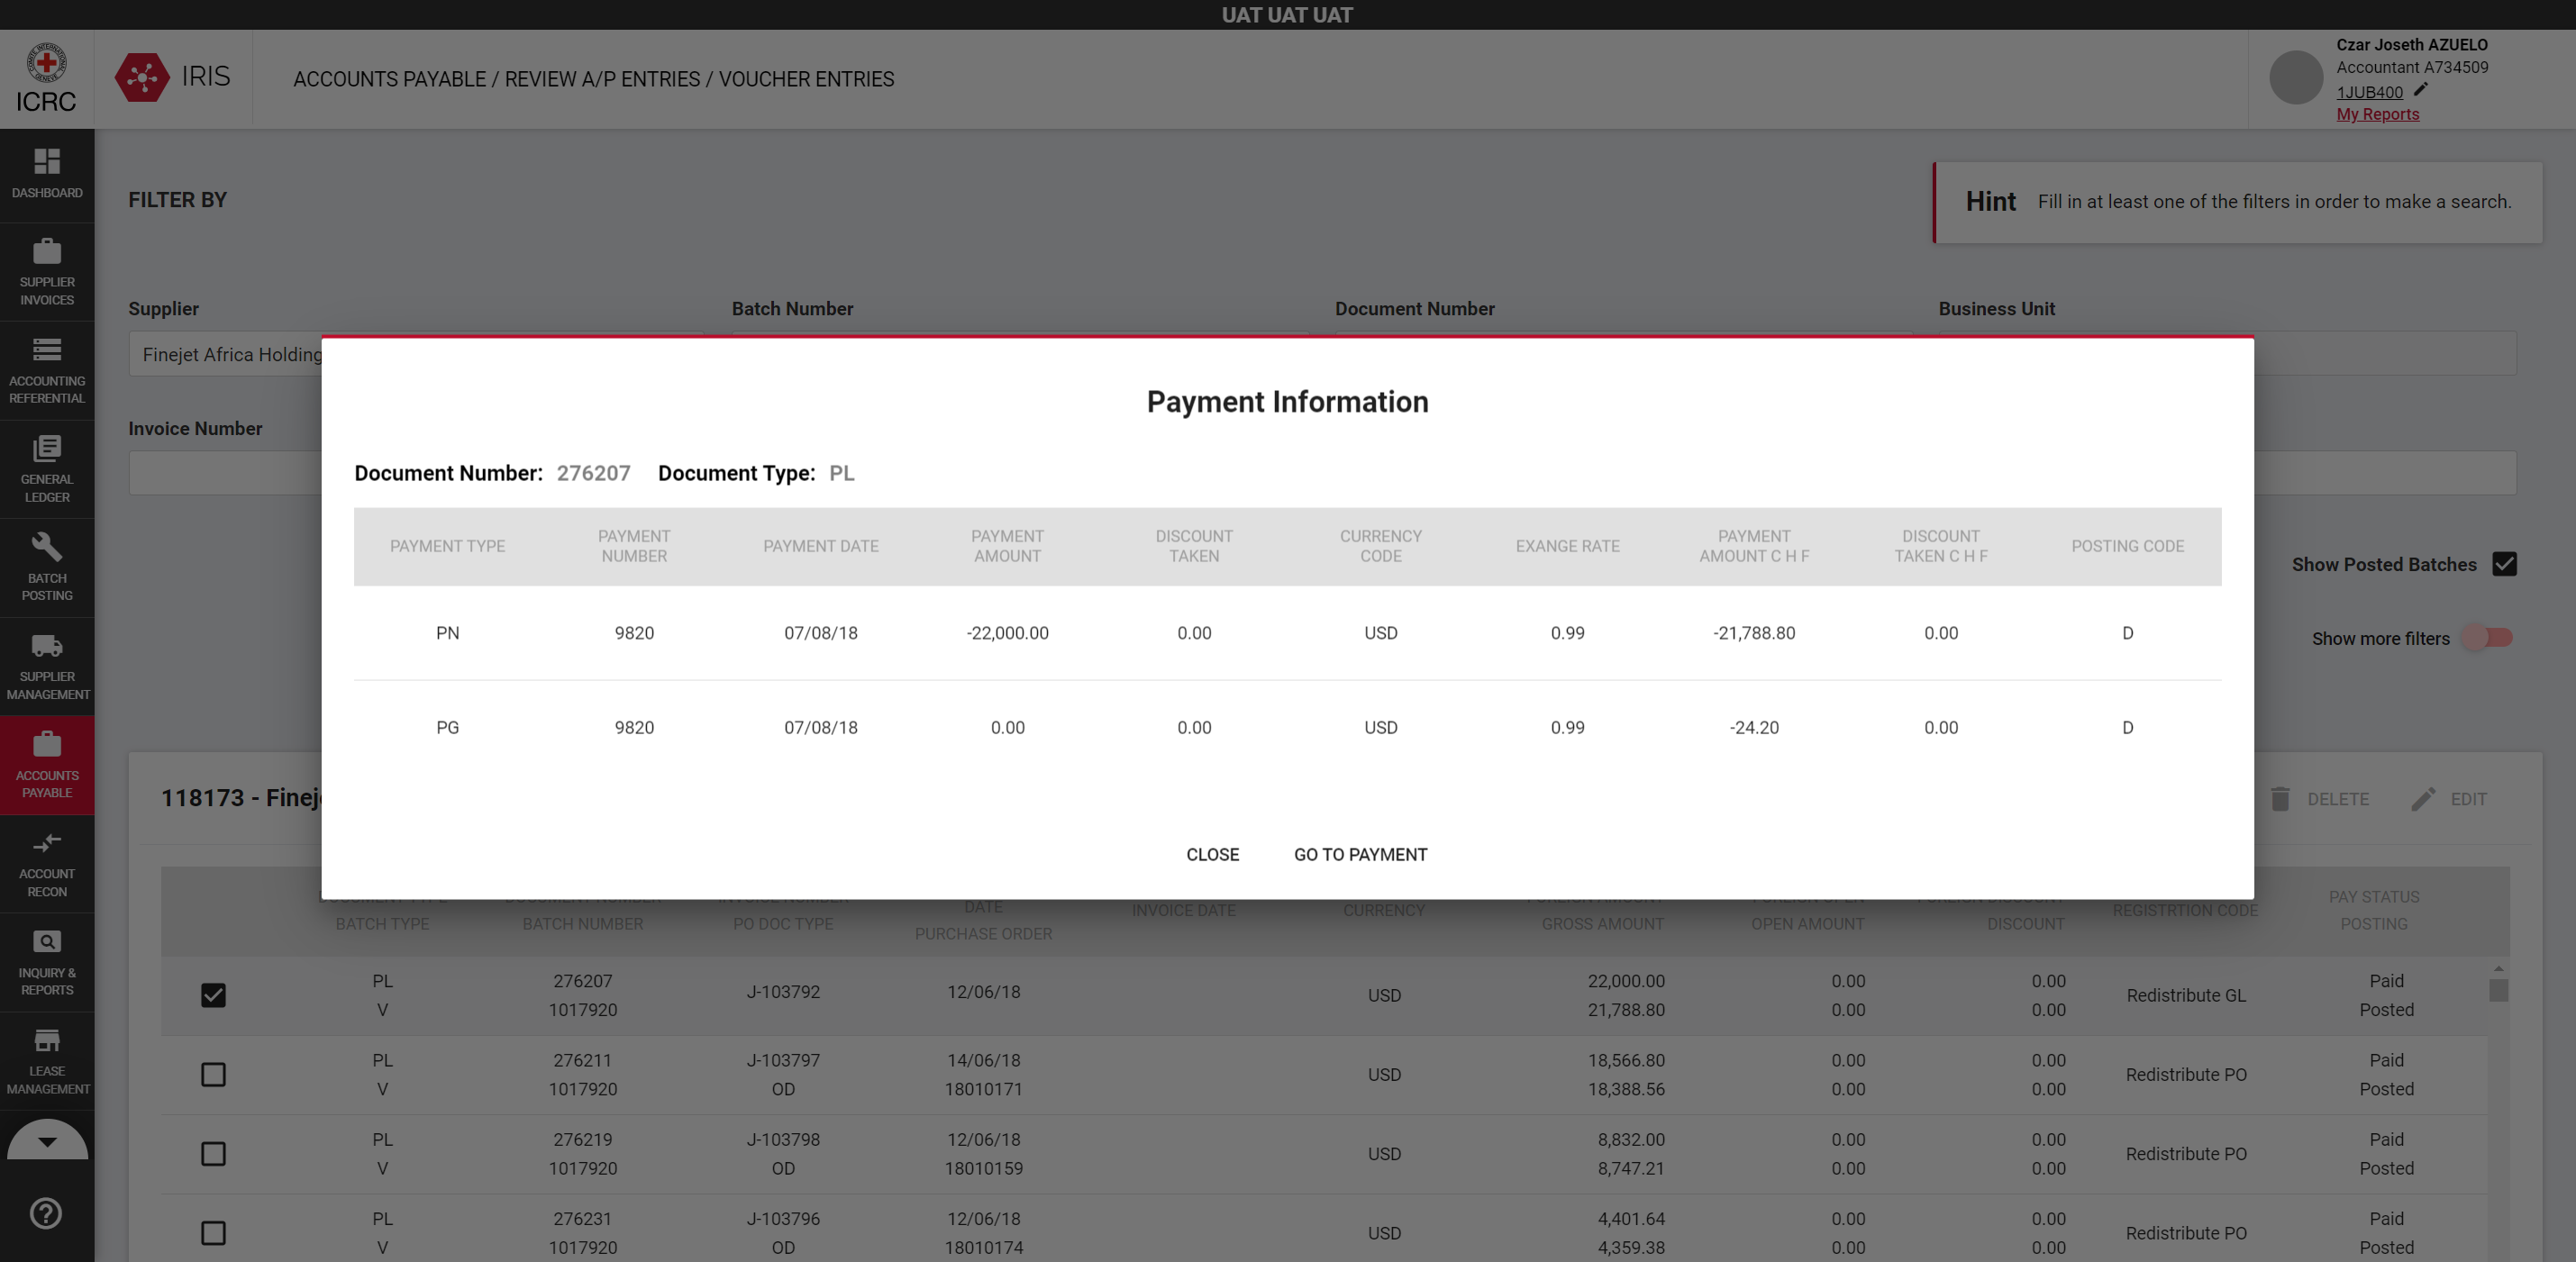 UAT UAT UAT
ICRC
IRIS
ACCOUNTS PAYABLE / REVIEW A/P ENTRIES / VOUCHER ENTRIES
Czar Joseth AZUELO
Accountant A734509
1JUB400
My Reports
DASHBOARD
SUPPLIER
INVOICES
ACCOUNTING
REFERENTIAL
GENERAL
LEDGER
BATCH
POSTING
SUPPLIER
MANAGEMENT
ACCOUNTS
PAYABLE
ACCOUNT
RECON
INQUIRY &
REPORTS
LEASE
MANAGEMENT
FILTER BY
Hint Fill in at least one of the filters in order to make a search.
Supplier Batch Number Document Number Business Unit
Finejet Africa Holding
Invoice Number
Show Posted Batches
Show more filters
Payment Information
Document Number: 276207 Document Type: PL
PAYMENT TYPE PAYMENT NUMBER PAYMENT DATE PAYMENT AMOUNT DISCOUNT TAKEN CURRENCY CODE EXANGE RATE PAYMENT AMOUNT C H F DISCOUNT TAKEN C H F POSTING CODE
PN 9820 07/08/18 -22,000.00 0.00 USD 0.99 -21,788.80 0.00 D
PG 9820 07/08/18 0.00 0.00 USD 0.99 -24.20 0.00 D
CLOSE GO TO PAYMENT
118173 - Finej
DELETE EDIT
DATE INVOICE DATE CURRENCY REGISTRTION CODE PAY STATUS
BATCH TYPE BATCH NUMBER PO DOC TYPE PURCHASE ORDER GROSS AMOUNT OPEN AMOUNT DISCOUNT POSTING
PL 276207 J-103792 12/06/18 USD 22,000.00 0.00 0.00 Redistribute GL Paid
V 1017920 21,788.80 0.00 0.00 Posted
PL 276211 J-103797 14/06/18 USD 18,566.80 0.00 0.00 Redistribute PO Paid
V 1017920 OD 18010171 18,388.56 0.00 0.00 Posted
PL 276219 J-103798 12/06/18 USD 8,832.00 0.00 0.00 Redistribute PO Paid
V 1017920 OD 18010159 8,747.21 0.00 0.00 Posted
PL 276231 J-103796 12/06/18 USD 4,401.64 0.00 0.00 Redistribute PO Paid
V 1017920 OD 18010174 4,359.38 0.00 0.00 Posted